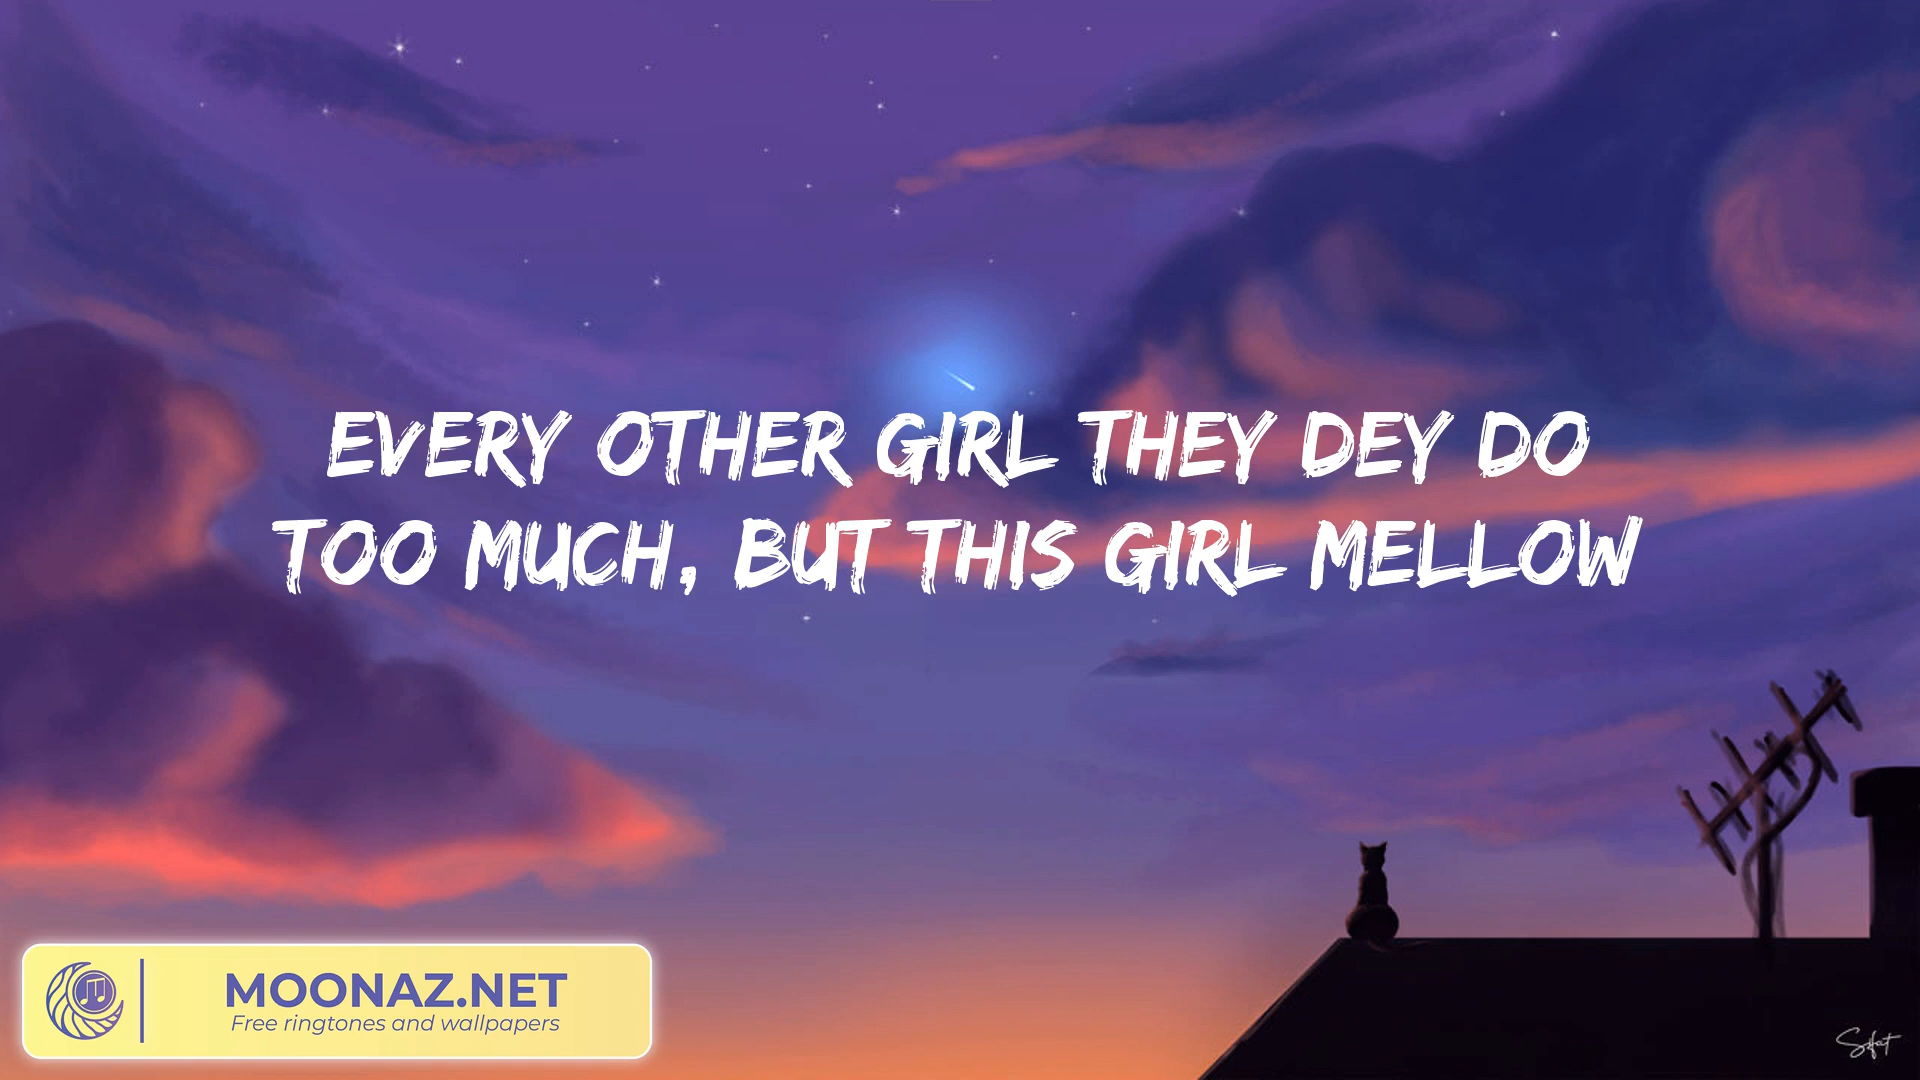 EVERY OTHER GIRL THEY DEY DO
TOO MUCH, BUT THIS GIRL MELLOW
MOONAZ.NET
Free ringtones and wallpapers